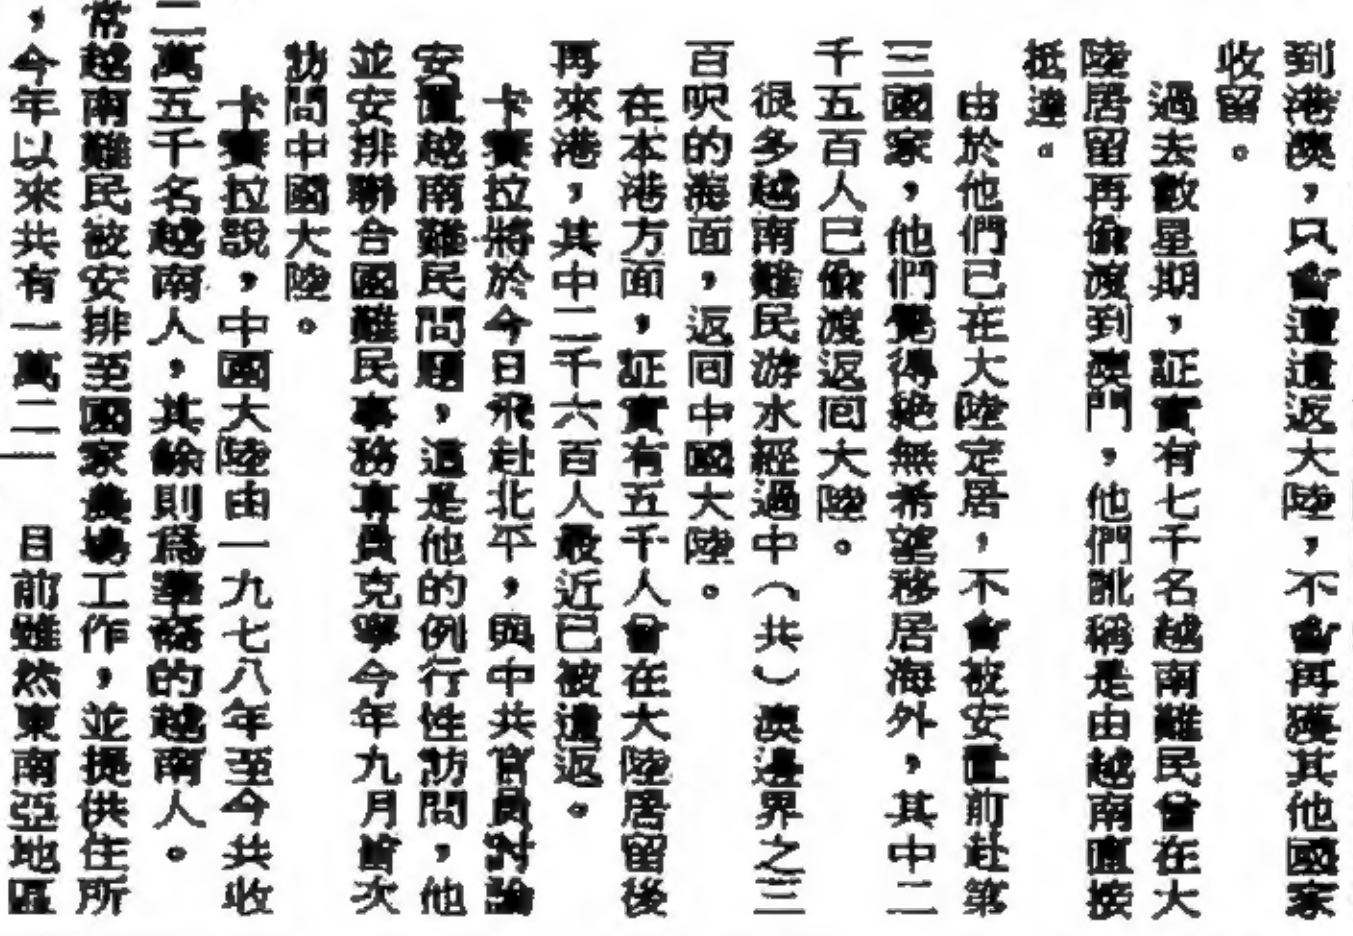 到港澳，只會遭遣返大陸，不會再獲其他國家
收留。
過去數星期，証實有七千名越南難民曾在大
陸居留再偷渡到澳門，他們訛稱是由越南直接
抵達。
由於他們已在大陸定居，不會被安置前赴第
三國家，他們覺得絕無希望移居海外，其中二
千五百人已偷渡返回大陸。
很多越南難民游水經過中（共）澳邊界之三
百呎的海面，返回中國大陸。
在本港方面，証實有五千人曾在大陸居留後
再來港，其中二千六百人最近已被遣返。
卡賽拉將於今日飛赴北平，與中共官員討論
安置越南難民問題，這是他的例行性訪問，他
並安排聯合國難民事務專員克寧今年九月首次
訪問中國大陸。
卡賽拉說，中國大陸由一九七八年至今共收
二萬五千名越南人，其餘則爲華裔的越南人。
常越南難民被安排至國家農場工作，並提供住所
，今年以來共有一萬二二　目前雖然東南亞地區